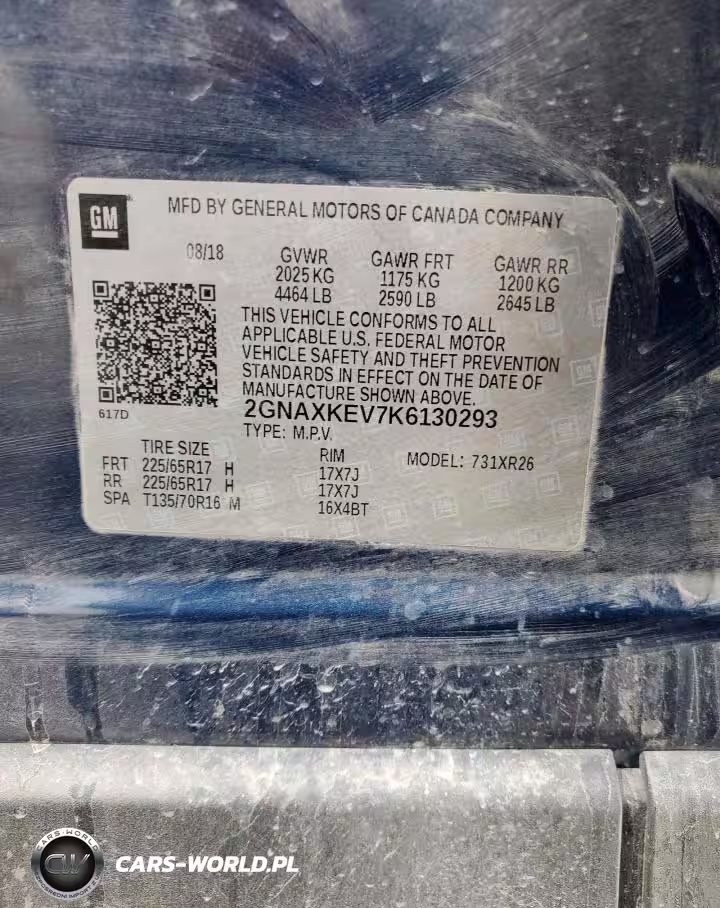 GM
MFD BY GENERAL MOTORS OF CANADA COMPANY
08/18 GVWR GAWR FRT GAWR RR
2025 KG 1175 KG 1200 KG
4464 LB 2590 LB 2645 LB
THIS VEHICLE CONFORMS TO ALL
APPLICABLE U.S. FEDERAL MOTOR
VEHICLE SAFETY AND THEFT PREVENTION
STANDARDS IN EFFECT ON THE DATE OF
MANUFACTURE SHOWN ABOVE.
617D 2GNAXKEV7K6130293
TYPE: M.P.V.
TIRE SIZE RIM MODEL: 731XR26
FRT 225/65R17 H 17X7J
RR 225/65R17 H 17X7J
SPA T135/70R16 M 16X4BT
CARS-WORLD
CW
CARS-WORLD.PL